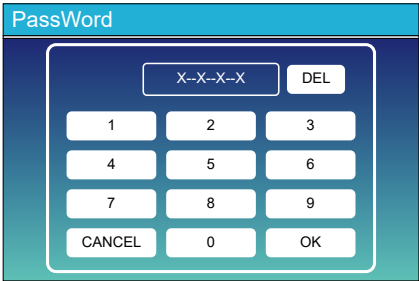 PassWord
X--X--X--X DEL
1 2 3
4 5 6
7 8 9
CANCEL 0 OK